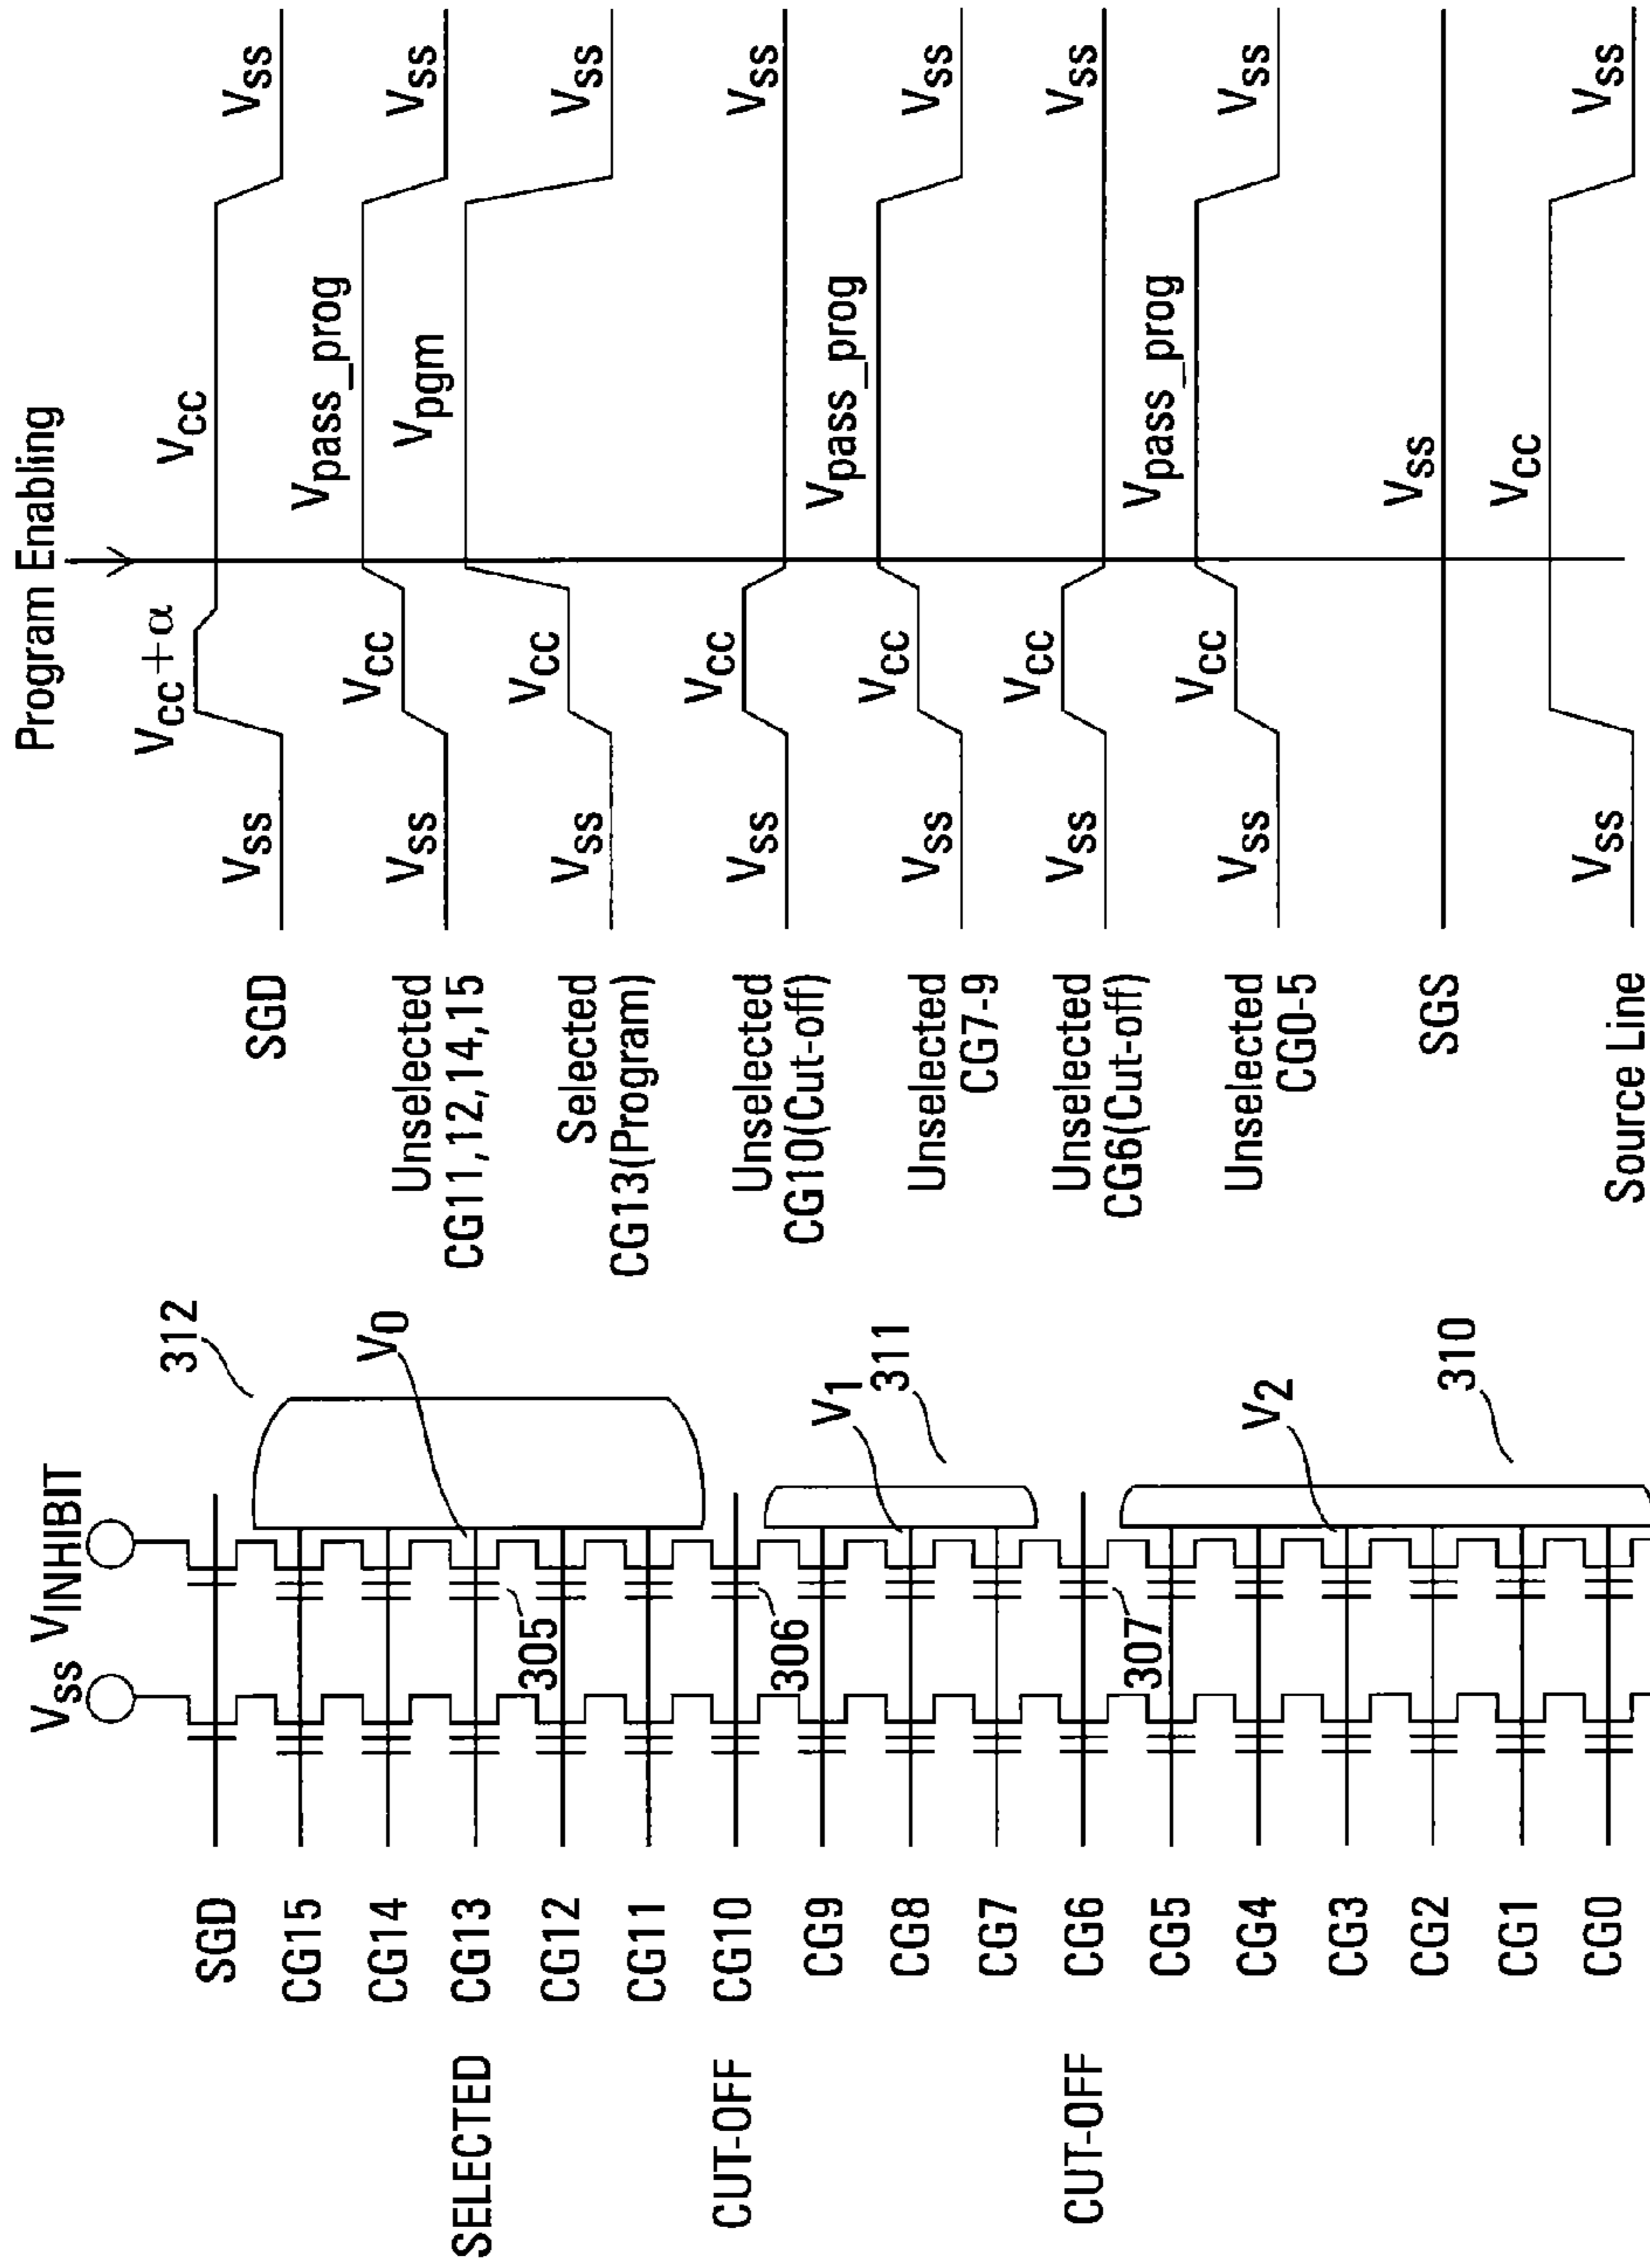 Program Enabling
SGD
Vss
Vcc+α
Vcc
Vss
Unselected
CG11,12,14,15
Vss
Vcc
Vpass_prog
Vss
Selected
CG13(Program)
Vss
Vcc
Vpgm
Vss
Unselected
CG10(Cut-off)
Vss
Vcc
Vss
Unselected
CG7-9
Vss
Vcc
Vpass_prog
Vss
Unselected
CG6(Cut-off)
Vss
Vcc
Vss
Unselected
CG0-5
Vss
Vcc
Vpass_prog
Vss
SGS
Vss
Source Line
Vss
Vcc
Vss
Vss VINHIBIT
312
V0
V1
311
V2
310
305
306
307
SGD
CG15
CG14
SELECTED CG13
CG12
CG11
CUT-OFF CG10
CG9
CG8
CG7
CUT-OFF CG6
CG5
CG4
CG3
CG2
CG1
CG0